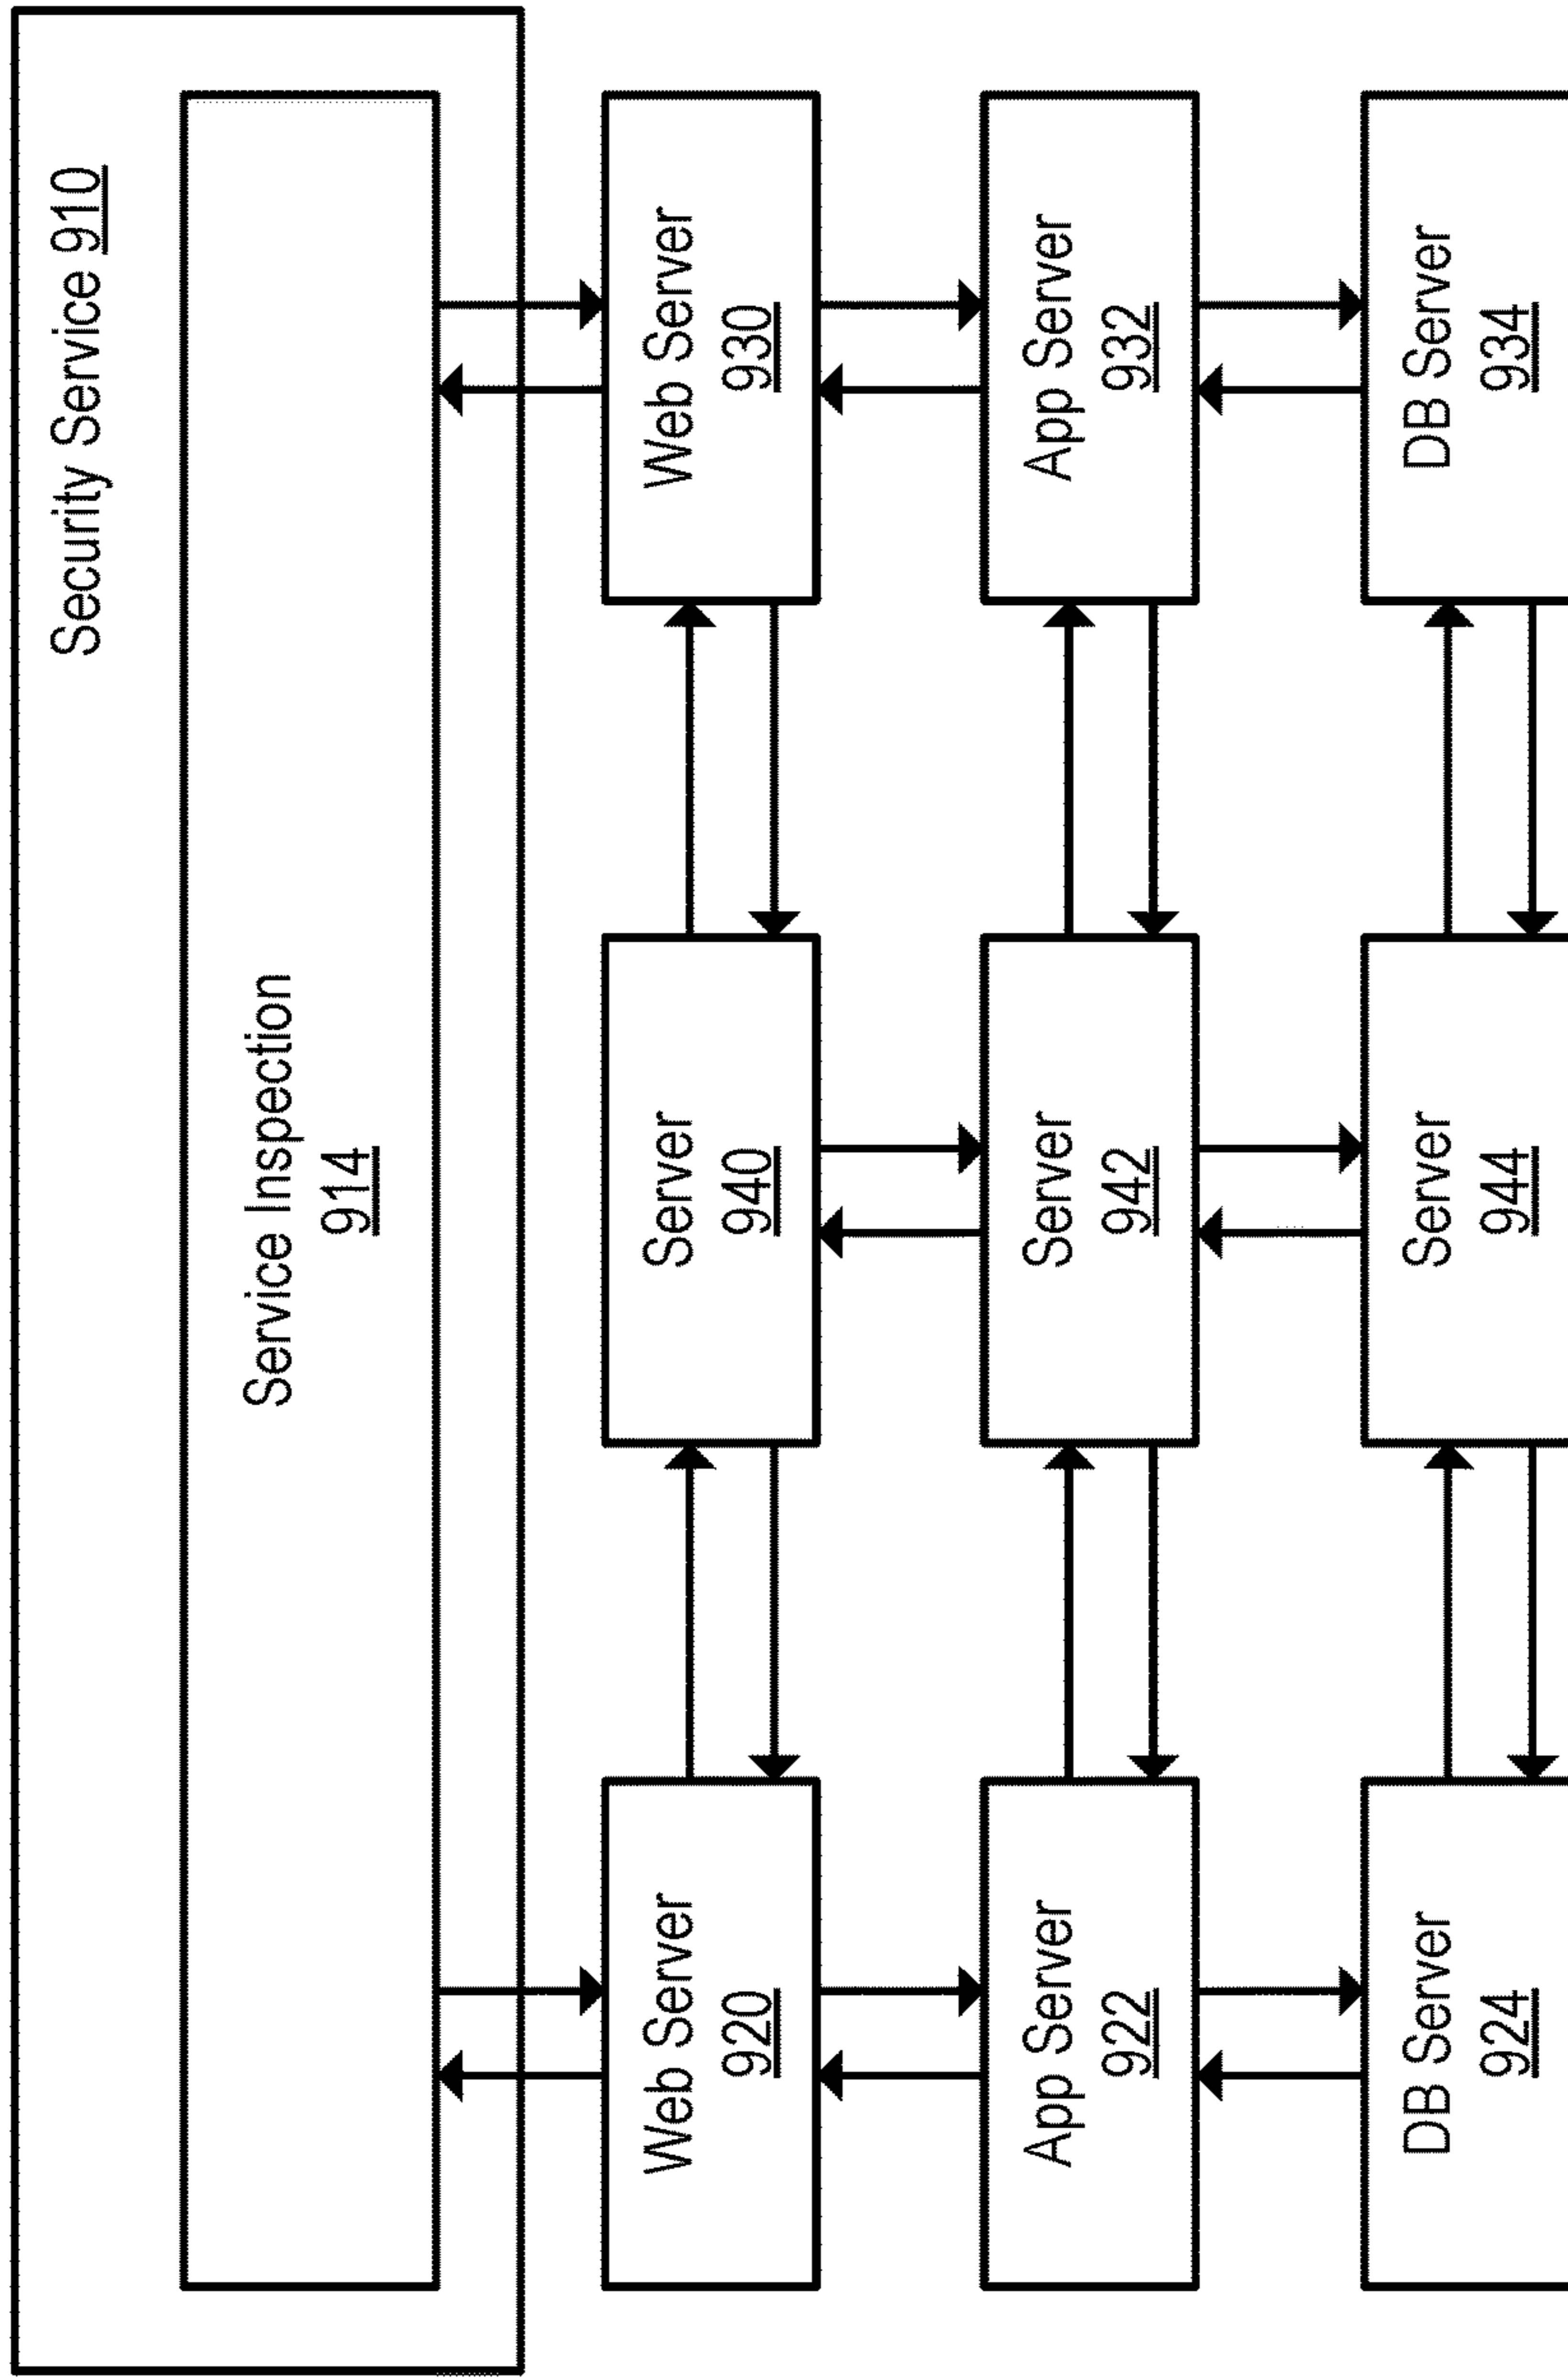 Security Service 910
Service Inspection
914
Web Server
920
Server
940
Web Server
930
App Server
922
Server
942
App Server
932
DB Server
924
Server
944
DB Server
934